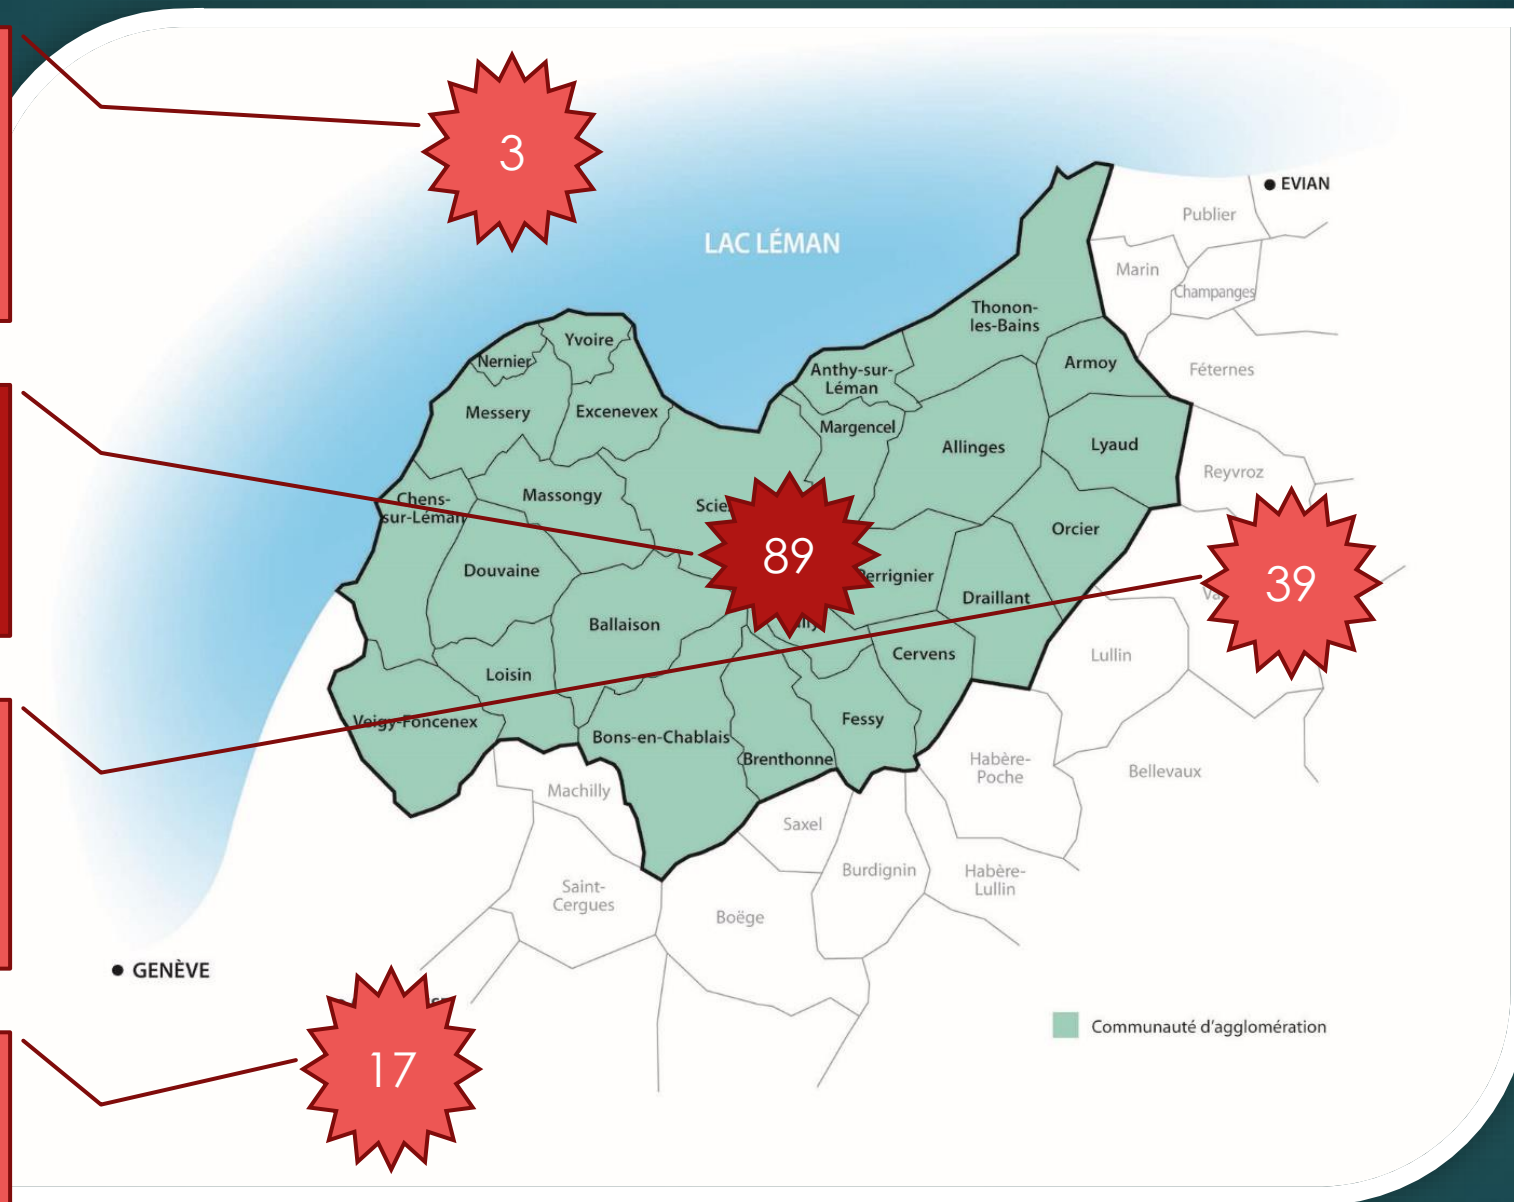 3
EVIAN
Publier
LAC LÉMAN
Marin
Champanges
Thonon-
les-Bains
Yvoire
Nernier
Armoy
Féternes
Anthy-sur-
Léman
Messery
Excenevex
Margencel
Allinges
Lyaud
Reyvroz
Massongy
Chens-
sur-Léman
Orcier
89
39
Douvaine
Draillant
Ballaison
Cervens
Lullin
Loisin
Veigy-Foncenex
Fessy
Bons-en-Chablais
Brenthonne
Habère-
Poche
Bellevaux
Machilly
Saxel
Burdignin
Habère-
Lullin
Saint-
Cergues
Boëge
GENÈVE
Communauté d'agglomération
17